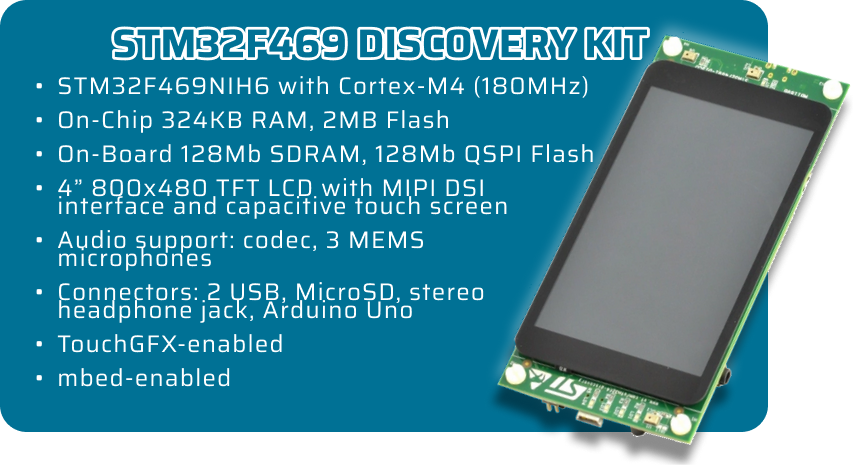 STM32F469 DISCOVERY KIT
• STM32F469NIH6 with Cortex-M4 (180MHz)
• On-Chip 324KB RAM, 2MB Flash
• On-Board 128Mb SDRAM, 128Mb QSPI Flash
• 4” 800x480 TFT LCD with MIPI DSI
interface and capacitive touch screen
• Audio support: codec, 3 MEMS
microphones
• Connectors: 2 USB, MicroSD, stereo
headphone jack, Arduino Uno
• TouchGFX-enabled
• mbed-enabled
ST